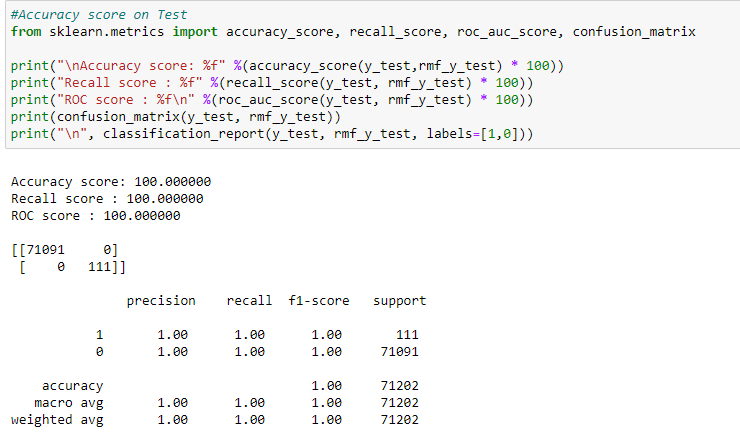 #Accuracy score on Test
from sklearn.metrics import accuracy_score, recall_score, roc_auc_score, confusion_matrix
print("\nAccuracy score: %f" %(accuracy_score(y_test,rmf_y_test) * 100))
print("Recall score : %f" %(recall_score(y_test, rmf_y_test) * 100))
print("ROC score : %f\n" %(roc_auc_score(y_test, rmf_y_test) * 100))
print(confusion_matrix(y_test, rmf_y_test))
print("\n", classification_report(y_test, rmf_y_test, labels=[1,0]))
Accuracy score: 100.000000
Recall score : 100.000000
ROC score : 100.000000
[[71091     0]
 [    0   111]]
precision    recall  f1-score   support
1       1.00      1.00      1.00       111
0       1.00      1.00      1.00     71091
accuracy                           1.00     71202
macro avg       1.00      1.00      1.00     71202
weighted avg       1.00      1.00      1.00     71202